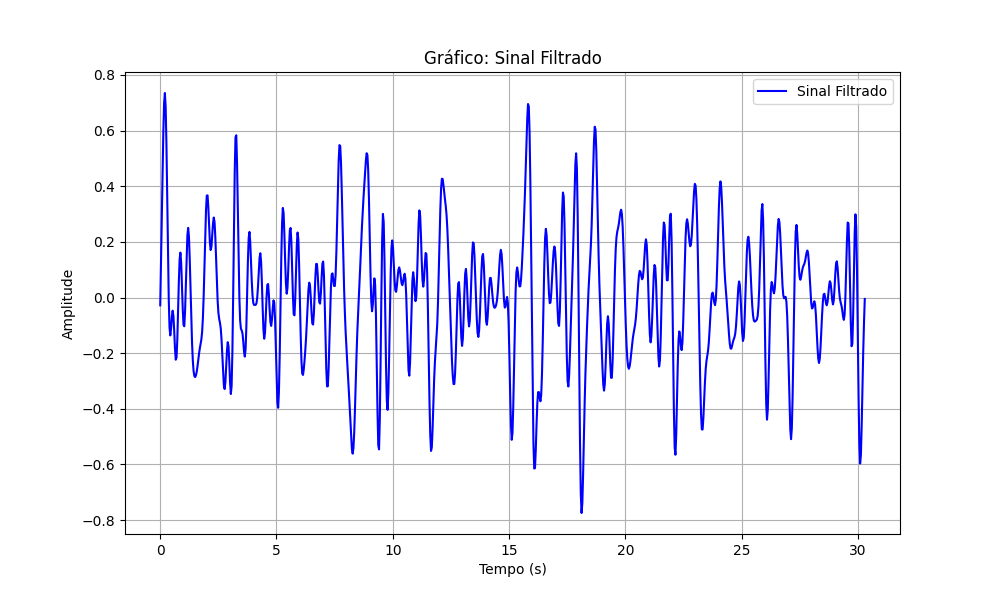 Gráfico: Sinal Filtrado
Sinal Filtrado
Amplitude
0.8
0.6
0.4
0.2
0.0
−0.2
−0.4
−0.6
−0.8
0 5 10 15 20 25 30
Tempo (s)